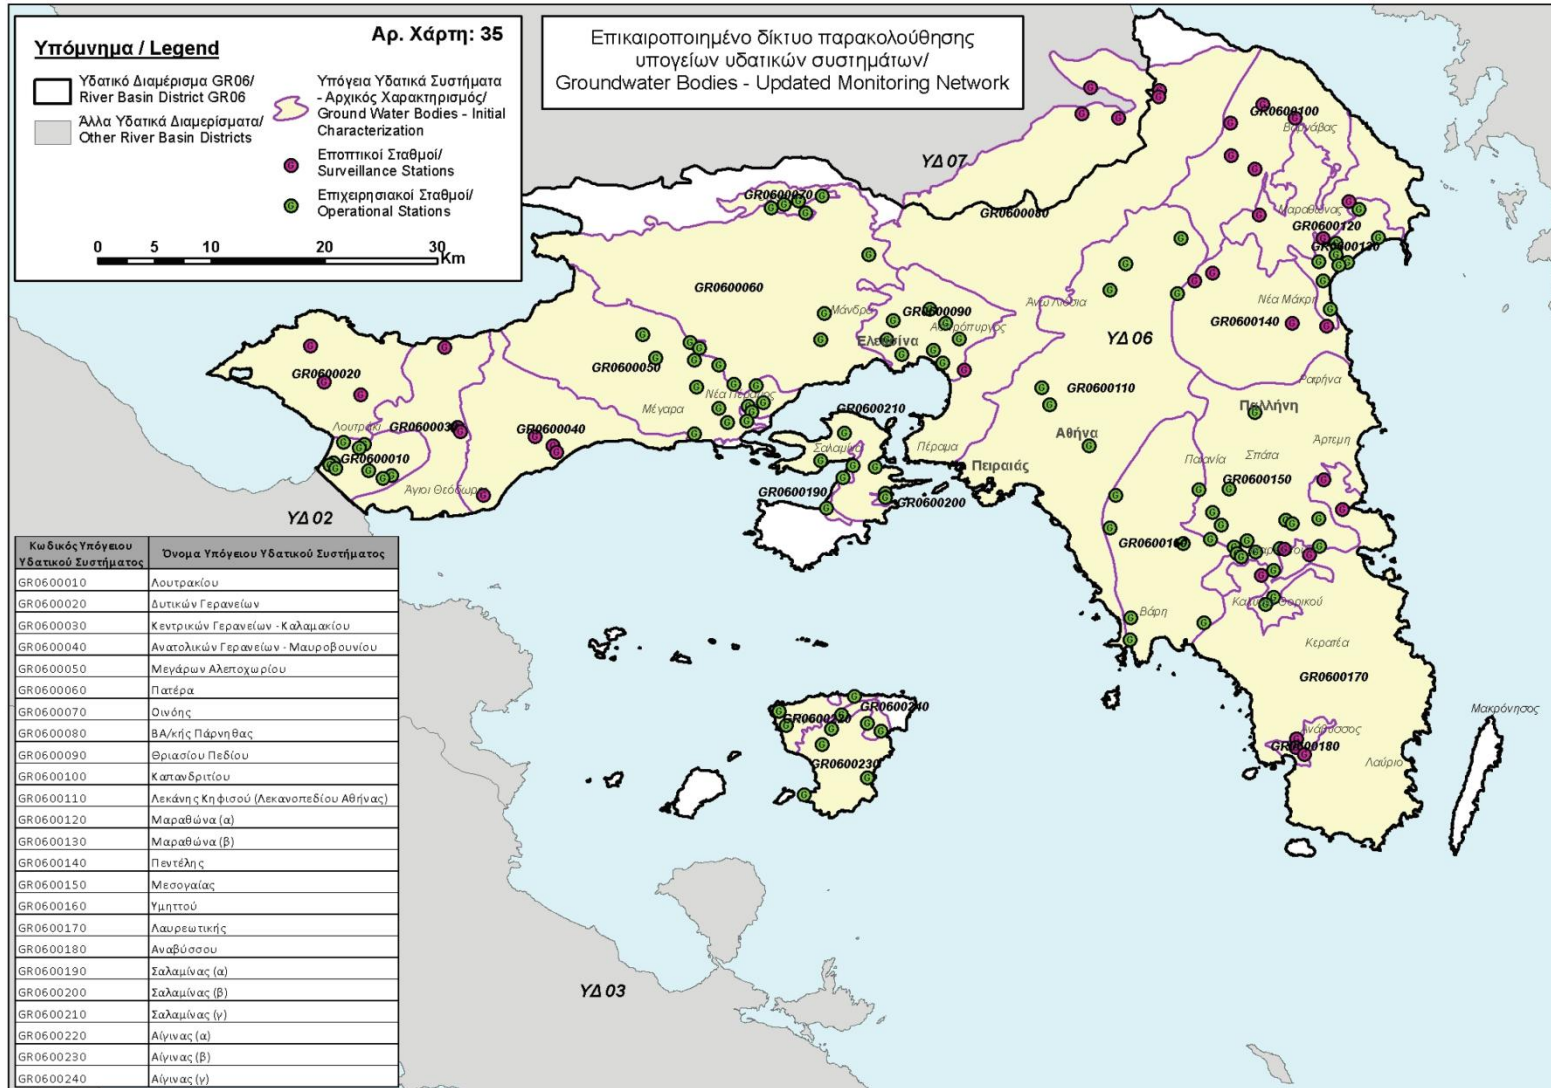 Αρ. Χάρτη: 35
Υπόμνημα / Legend
Υδατικό Διαμέρισμα GR06/
River Basin District GR06
Άλλα Υδατικά Διαμερίσματα/
Other River Basin Districts
Υπόγεια Υδατικά Συστήματα
- Αρχικός Χαρακτηρισμός/
Ground Water Bodies - Initial
Characterization
Εποπτικοί Σταθμοί/
Surveillance Stations
Επιχειρησιακοί Σταθμοί/
Operational Stations
0 5 10 20 30
Km
Επικαιροποιημένο δίκτυο παρακολούθησης
υπογείων υδατικών συστημάτων/
Groundwater Bodies - Updated Monitoring Network
ΥΔ 07
GR0600100
Βαρνάβας
GR0600070
GR0600080
Μαραθώνας
GR0600120
GR0600130
GR0600060
Μάνδρα
GR0600090
Ασπρόπυργος
Ελευσίνα
Άνω Λιόσια
Νέα Μάκρη
GR0600140
ΥΔ 06
GR0600020
GR0600050
Νέα Πέραμος
Μέγαρα
GR0600110
Ραφήνα
Παλλήνη
Λουτράκι
GR0600030
GR0600040
GR0600210
Σαλαμίνα
Πέραμα
Αθήνα
Άρτεμη
GR0600010
Άγιοι Θεόδωροι
Πειραιάς
Παιανία
Σπάτα
GR0600150
GR0600190
GR0600200
ΥΔ 02
GR0600160
Βάρη
Κερατέα
GR0600170
GR0600220
GR0600240
GR0600230
Ανάβυσσος
GR0600180
Λαύριο
Μακρόνησος
ΥΔ 03
Κωδικός Υπόγειου
Υδατικού Συστήματος
Όνομα Υπόγειου Υδατικού Συστήματος
GR0600010 Λουτρακίου
GR0600020 Δυτικών Γερανείων
GR0600030 Κεντρικών Γερανείων - Καλαμακίου
GR0600040 Ανατολικών Γερανείων - Μαυροβουνίου
GR0600050 Μεγάρων Αλεποχωρίου
GR0600060 Πατέρα
GR0600070 Οινόης
GR0600080 ΒΑ/κής Πάρνηθας
GR0600090 Θριασίου Πεδίου
GR0600100 Καπανδριτίου
GR0600110 Λεκάνης Κηφισού (Λεκανοπεδίου Αθήνας)
GR0600120 Μαραθώνα (α)
GR0600130 Μαραθώνα (β)
GR0600140 Πεντέλης
GR0600150 Μεσογαίας
GR0600160 Υμηττού
GR0600170 Λαυρεωτικής
GR0600180 Αναβύσσου
GR0600190 Σαλαμίνας (α)
GR0600200 Σαλαμίνας (β)
GR0600210 Σαλαμίνας (γ)
GR0600220 Αίγινας (α)
GR0600230 Αίγινας (β)
GR0600240 Αίγινας (γ)